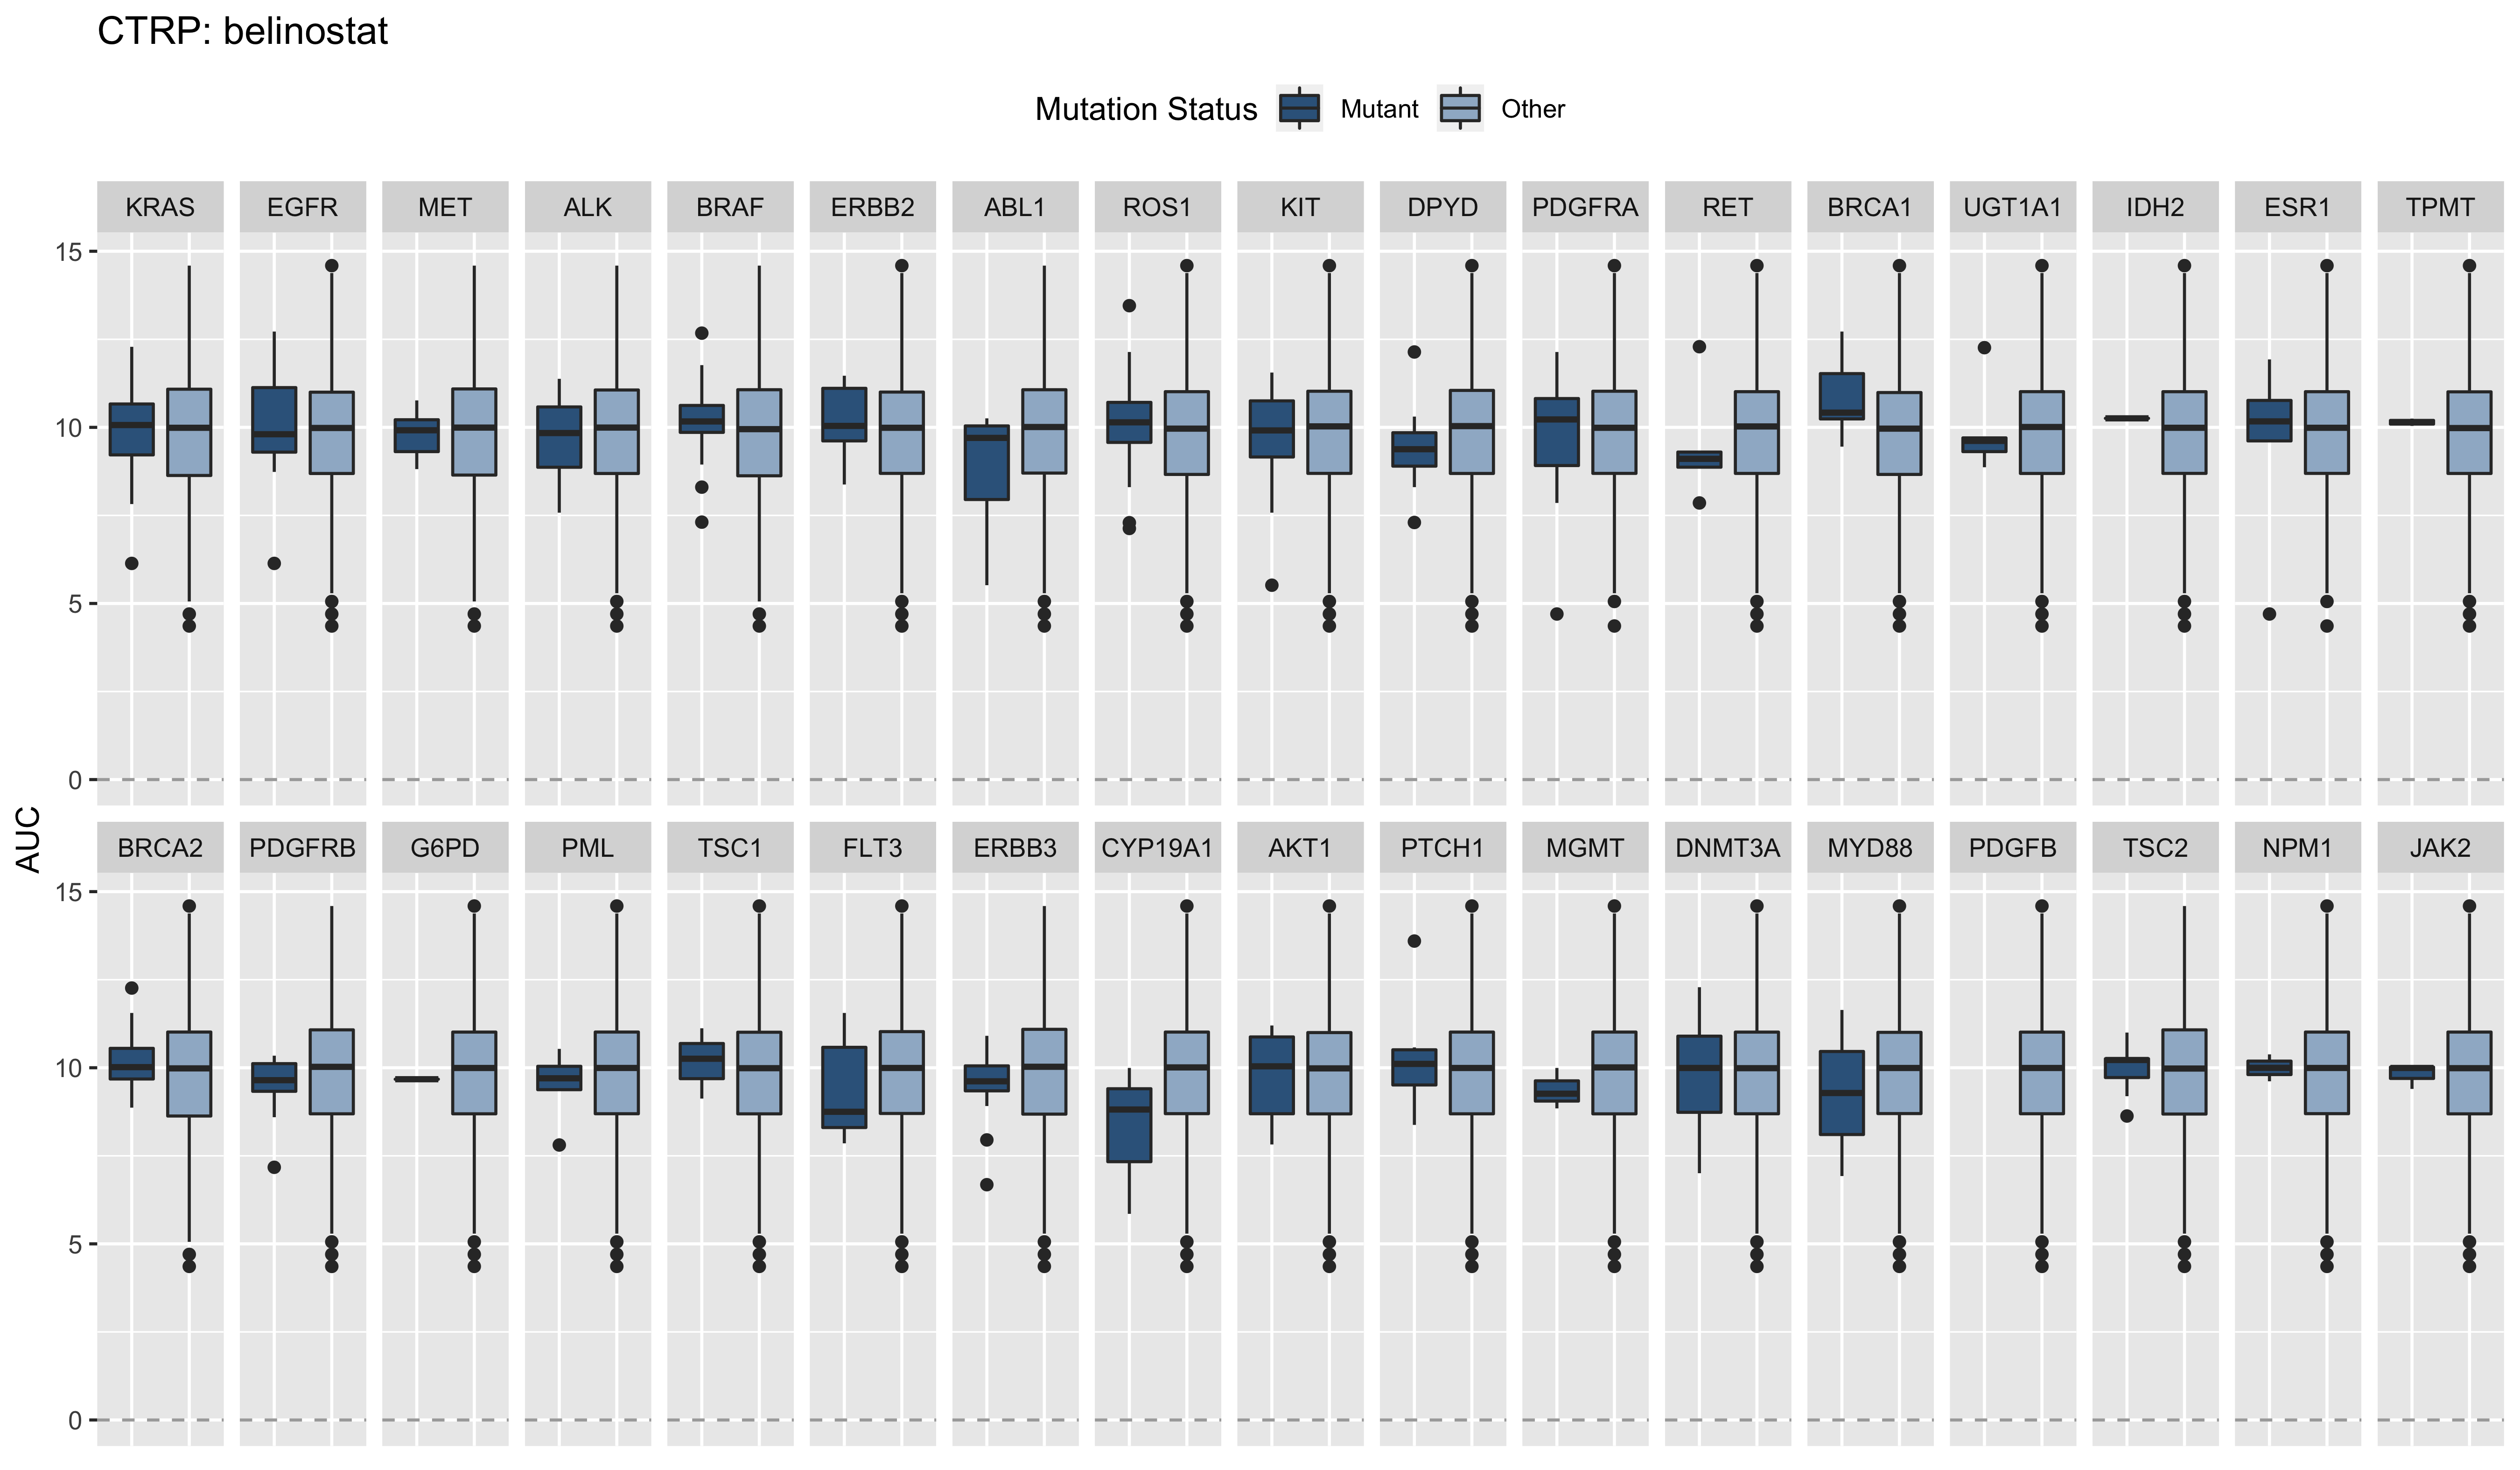 CTRP: belinostat
Mutation Status Mutant Other
KRAS EGFR MET ALK BRAF ERBB2 ABL1 ROS1 KIT DPYD PDGFRA RET BRCA1 UGT1A1 IDH2 ESR1 TPMT
15
10
5
0
AUC
BRCA2 PDGFRB G6PD PML TSC1 FLT3 ERBB3 CYP19A1 AKT1 PTCH1 MGMT DNMT3A MYD88 PDGFB TSC2 NPM1 JAK2
15
10
5
0